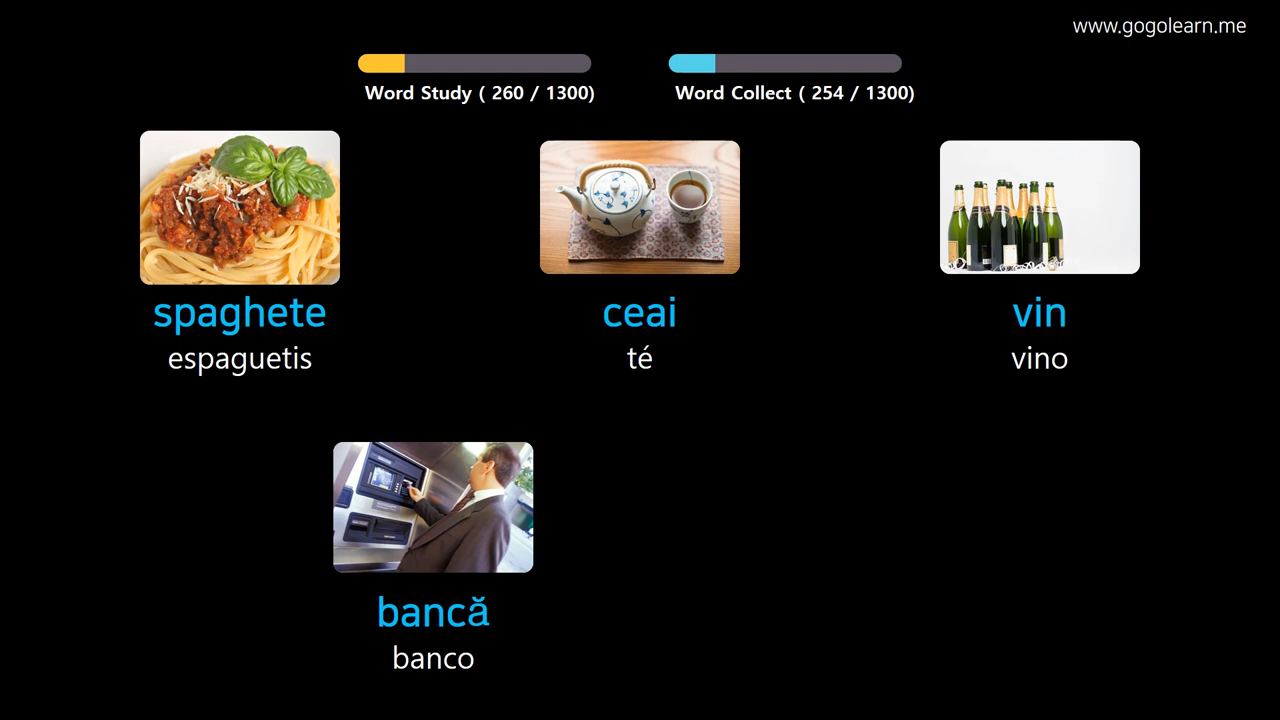 www.gogolearn.me
Word Study ( 260 / 1300)
Word Collect ( 254 / 1300)
spaghete
espaguetis
ceai
té
vin
vino
bancă
banco